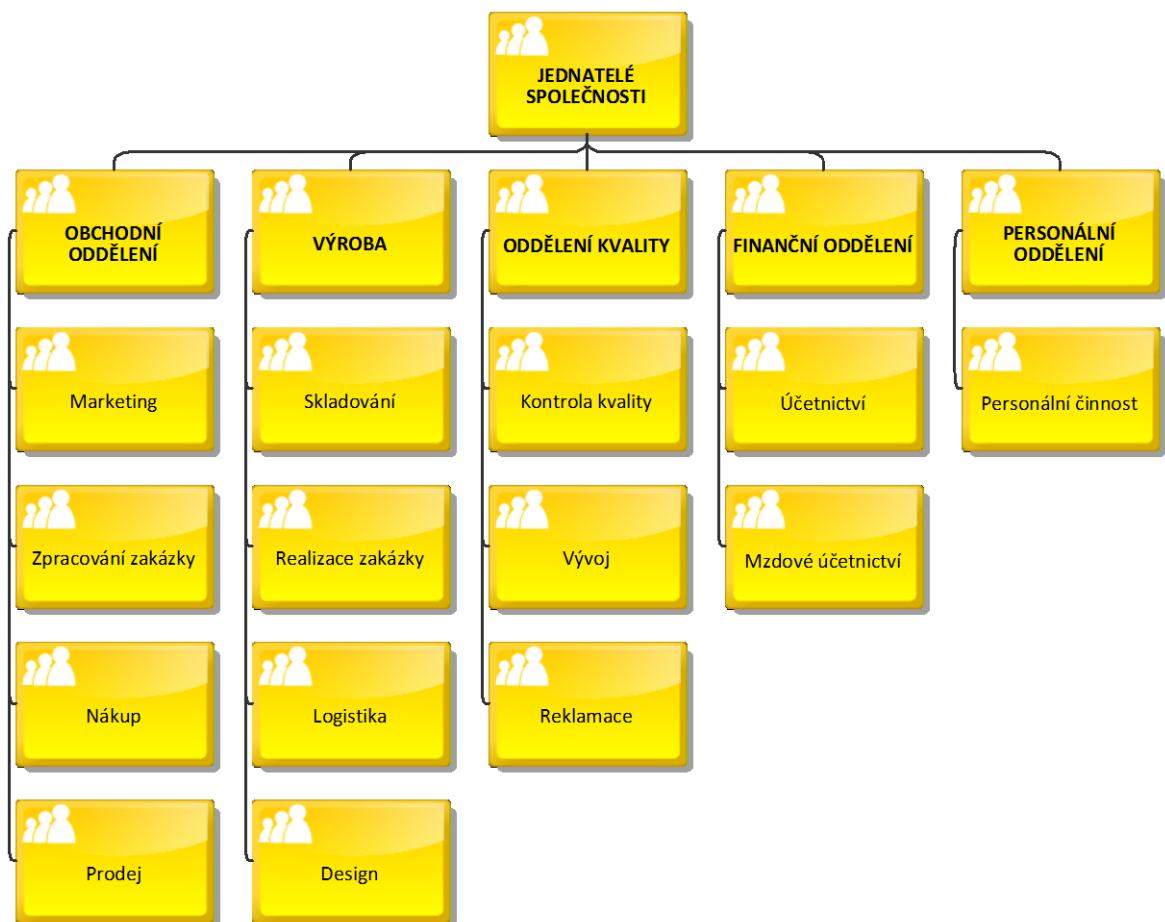 JEDNATELÉ
SPOLEČNOSTI
OBCHODNÍ
ODDĚLENÍ
VÝROBA
ODDĚLENÍ KVALITY
FINANČNÍ ODDĚLENÍ
PERSONÁLNÍ
ODDĚLENÍ
Marketing
Skladování
Kontrola kvality
Účetnictví
Personální činnost
Zpracování zakázky
Realizace zakázky
Vývoj
Mzdové účetnictví
Nákup
Logistika
Reklamace
Prodej
Design